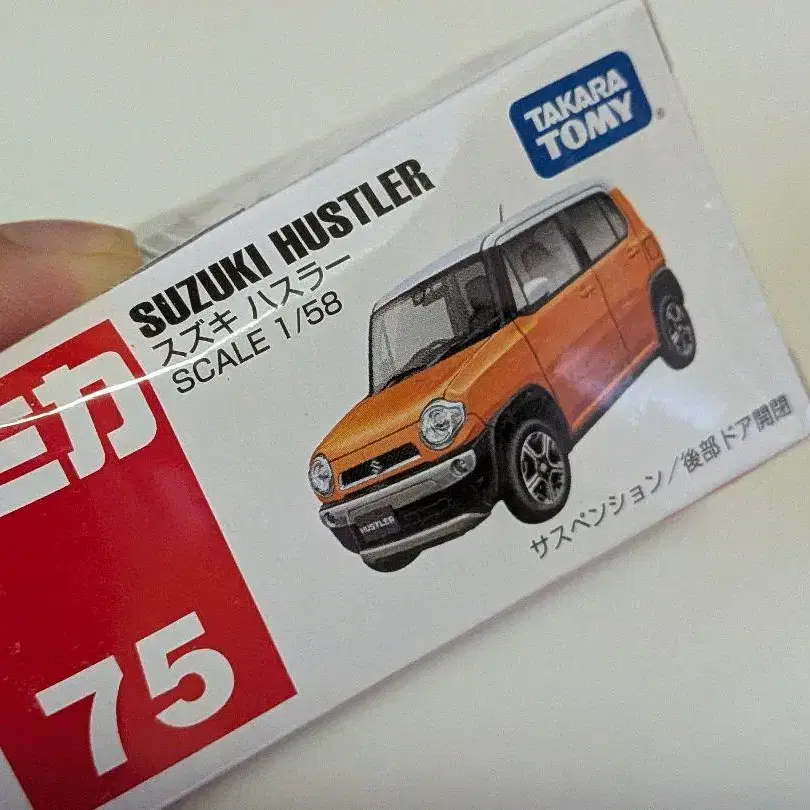 TAKARA
TOMY
SUZUKI HUSTLER
スズキ ハスラー
SCALE 1/58
ミカ
75
HUSTLER
サスペンション/後部ドア開閉